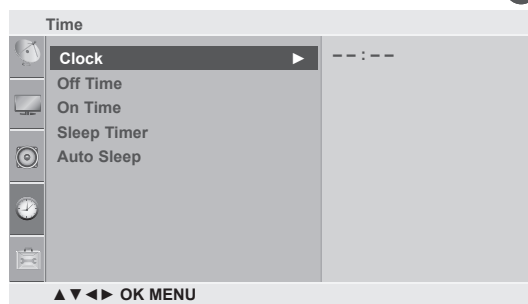 Time
Clock ► – – : – –
Off Time
On Time
Sleep Timer
Auto Sleep
▲▼◄► OK MENU